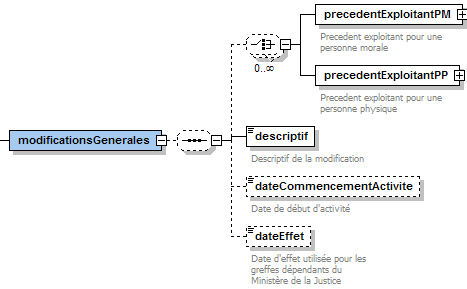 precedentExploitantPM
Precedent exploitant pour une
personne morale
0..∞
precedentExploitantPP
Precedent exploitant pour une
personne physique
modificationsGenerales
descriptif
Descriptif de la modification
dateCommencementActivite
Date de début d'activité
dateEffet
Date d'effet utilisée pour les
greffes dépendants du
Ministère de la Justice